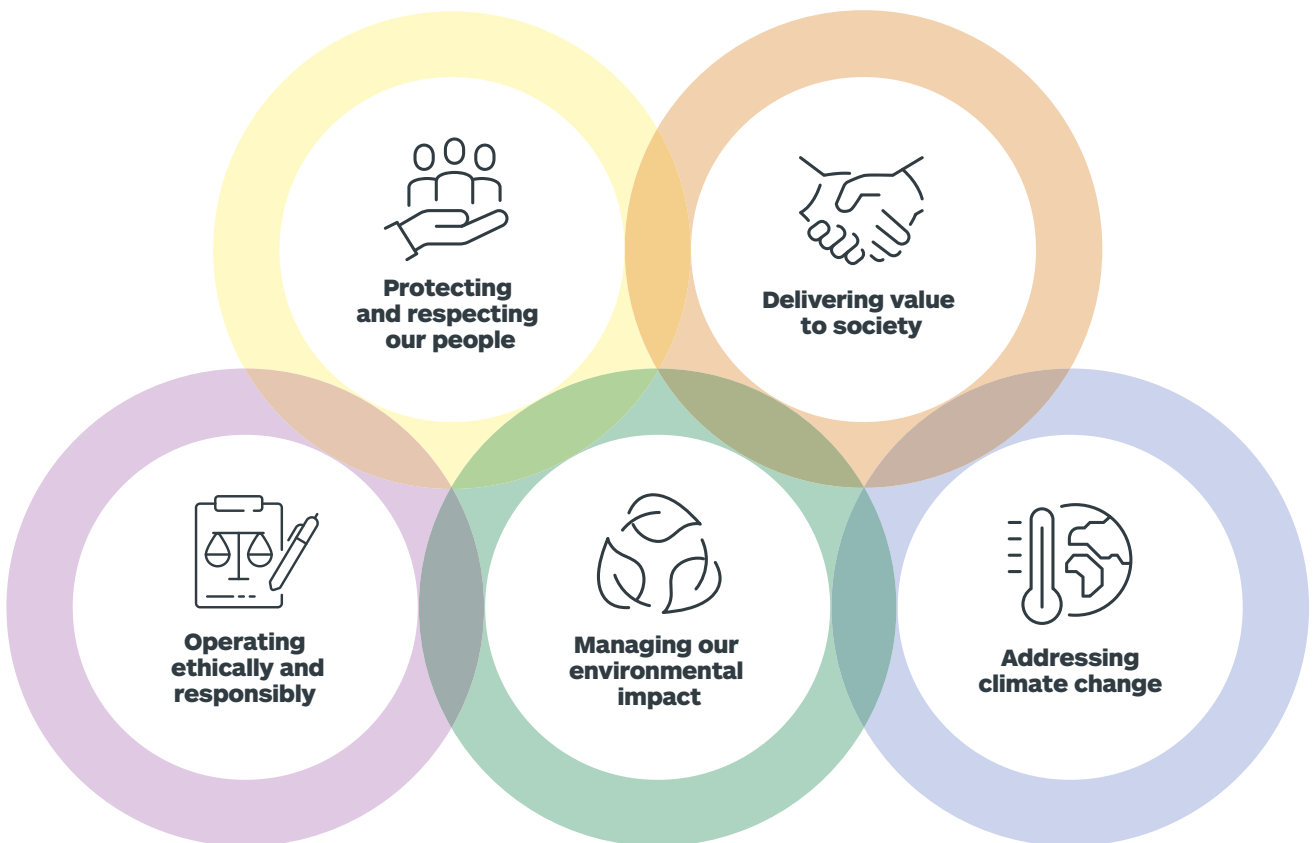 Protecting
and respecting
our people
Delivering value
to society
Operating
ethically and
responsibly
Managing our
environmental
impact
Addressing
climate change